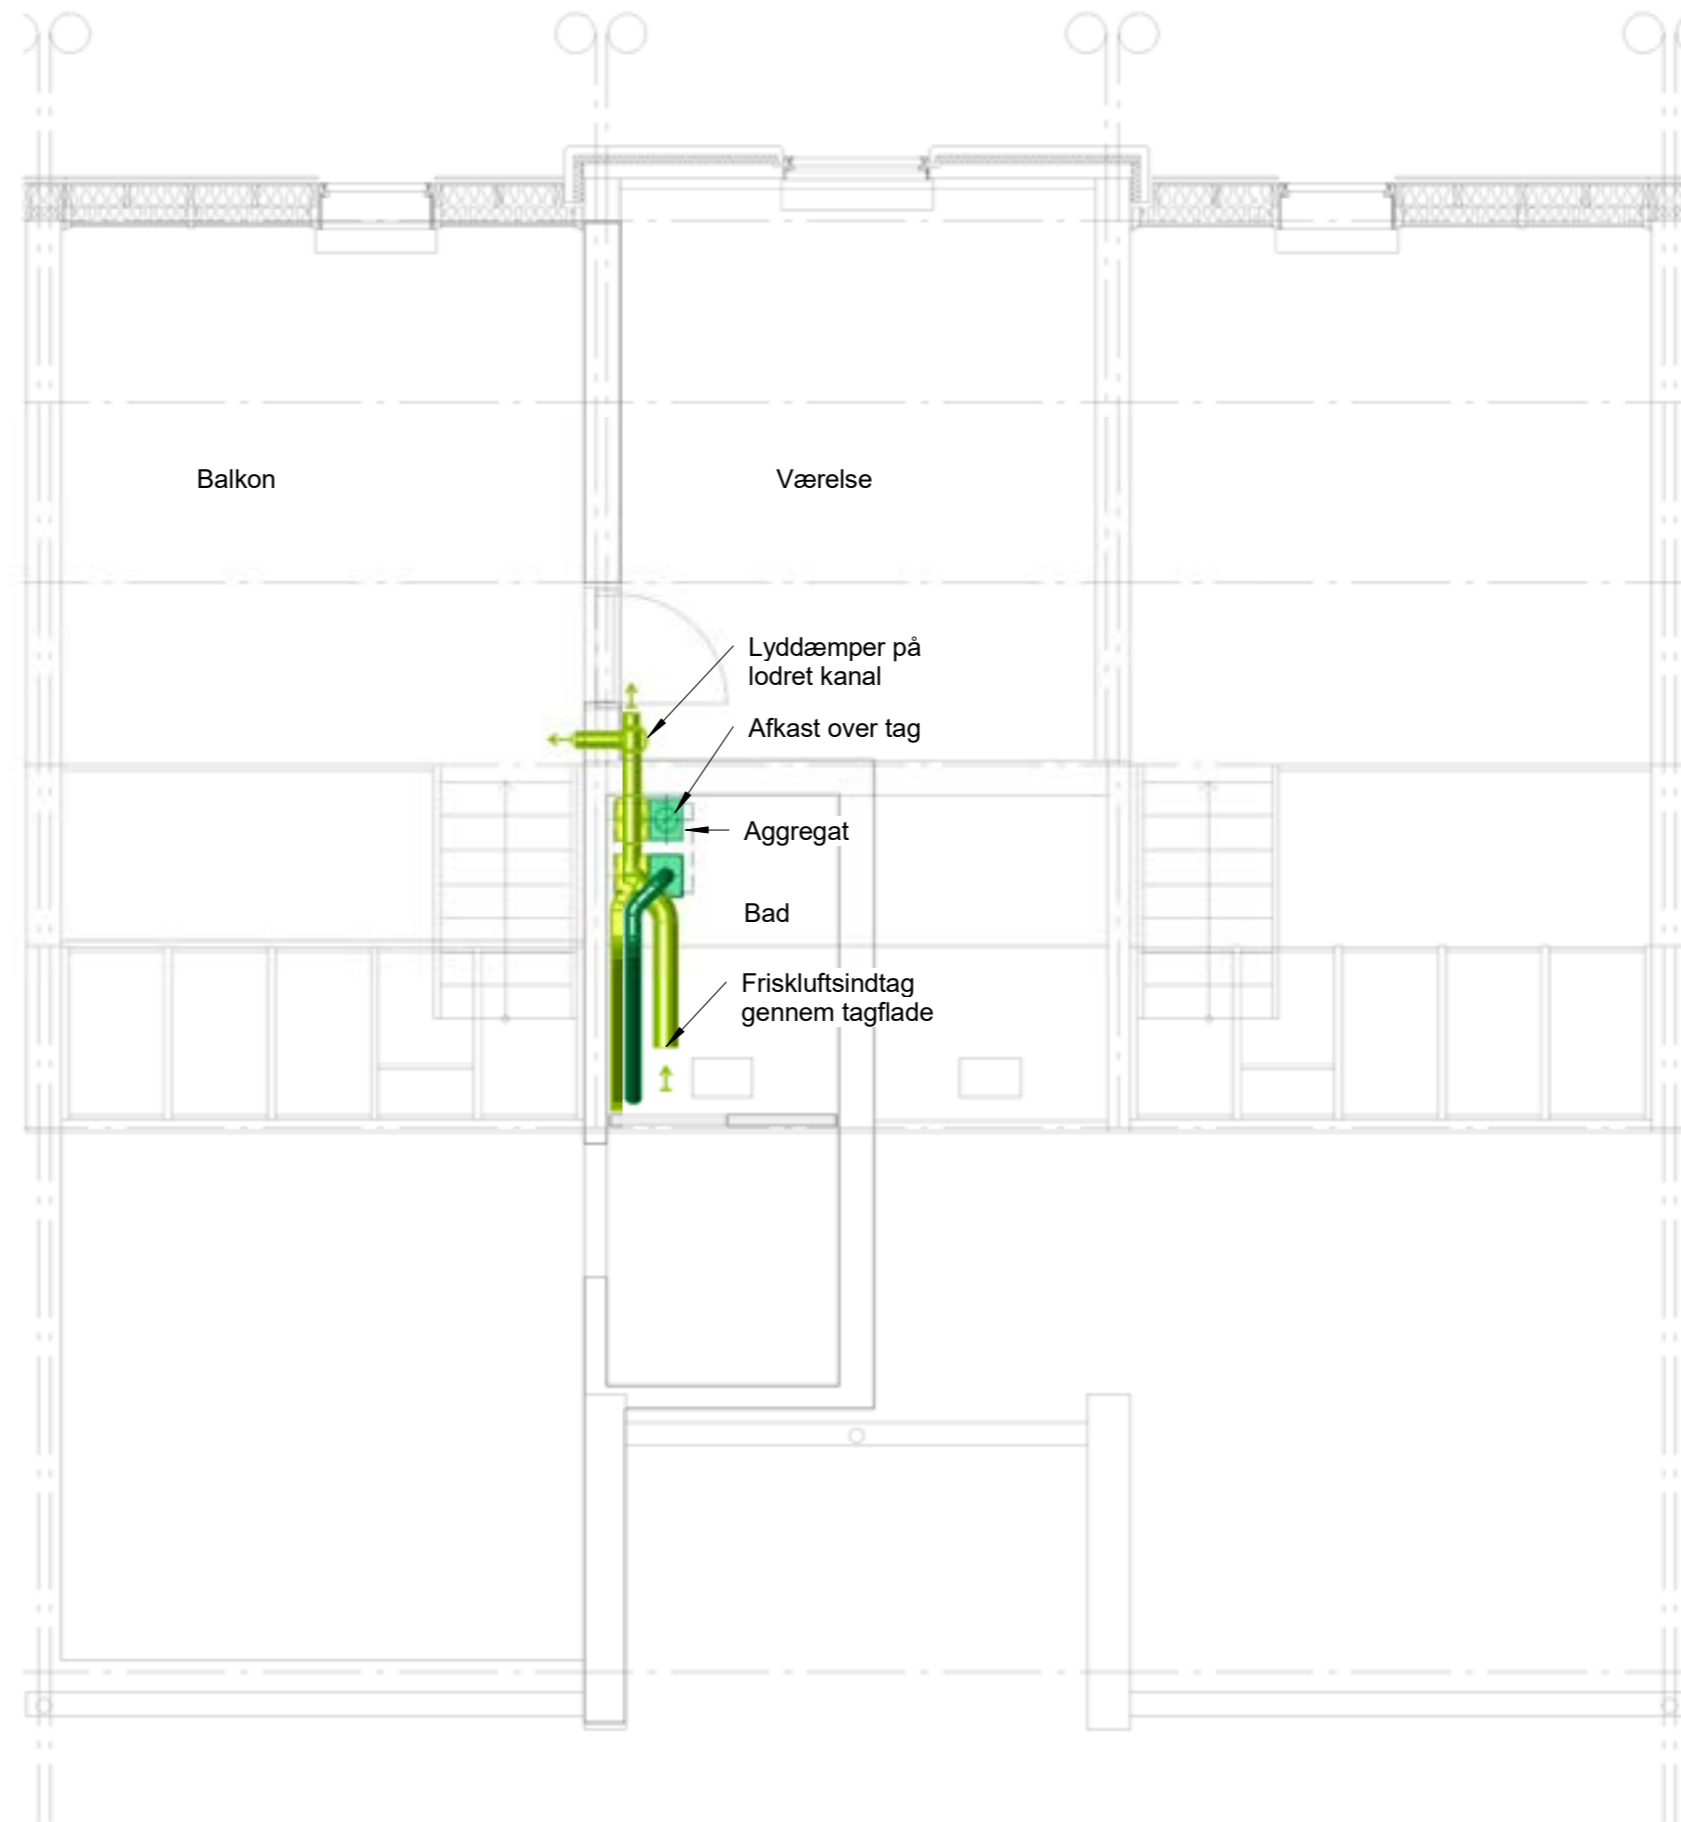 Balkon
Værelse
Lyddæmper på
lodret kanal
Afkast over tag
Aggregat
Bad
Friskluftsindtag
gennem tagflade